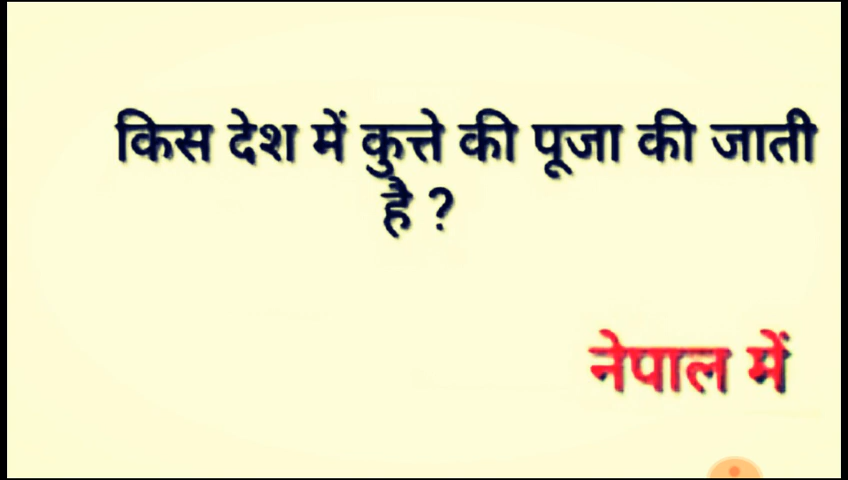 किस देश में कुत्ते की पूजा की जाती
है ?
नेपाल में